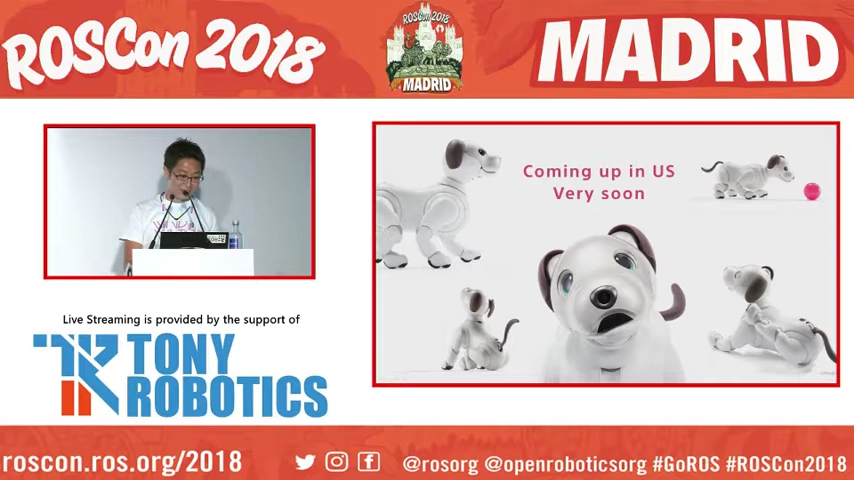 ROSCon 2018
ROSCon 2018
MADRID
MADRID
Coming up in US
Very soon
Live Streaming is provided by the support of
TONY
ROBOTICS
roscon.ros.org/2018
@rosorg @openroboticsorg #GoROS #ROSCon2018